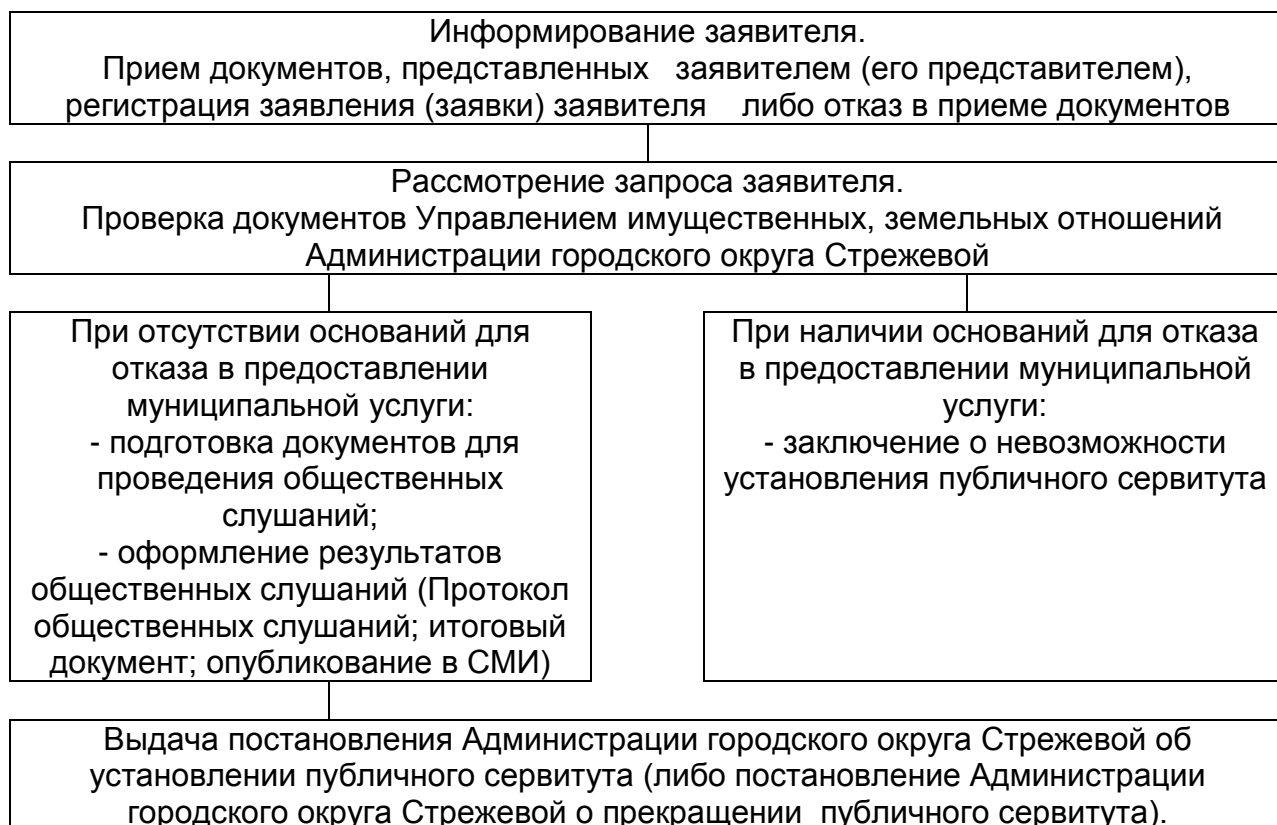 Информирование заявителя.
Прием документов, представленных заявителем (его представителем),
регистрация заявления (заявки) заявителя либо отказ в приеме документов
Рассмотрение запроса заявителя.
Проверка документов Управлением имущественных, земельных отношений
Администрации городского округа Стрежевой
При отсутствии оснований для
отказа в предоставлении
муниципальной услуги:
- подготовка документов для
проведения общественных
слушаний;
- оформление результатов
общественных слушаний (Протокол
общественных слушаний; итоговый
документ; опубликование в СМИ)
При наличии оснований для отказа
в предоставлении муниципальной
услуги:
- заключение о невозможности
установления публичного сервитута
Выдача постановления Администрации городского округа Стрежевой об
установлении публичного сервитута (либо постановление Администрации
городского округа Стрежевой о прекращении публичного сервитута).